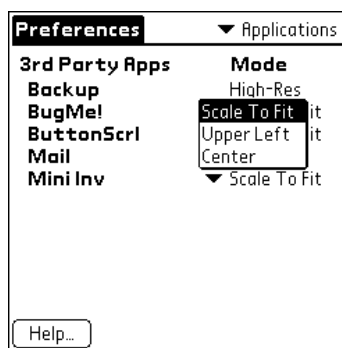 Preferences ▼ Applications
3rd Party Apps Mode
Backup High-Res
BugMe! Scale To Fit it
ButtonScrl Upper Left it
Mail Center
Mini Inv ▼ Scale To Fit
Help...